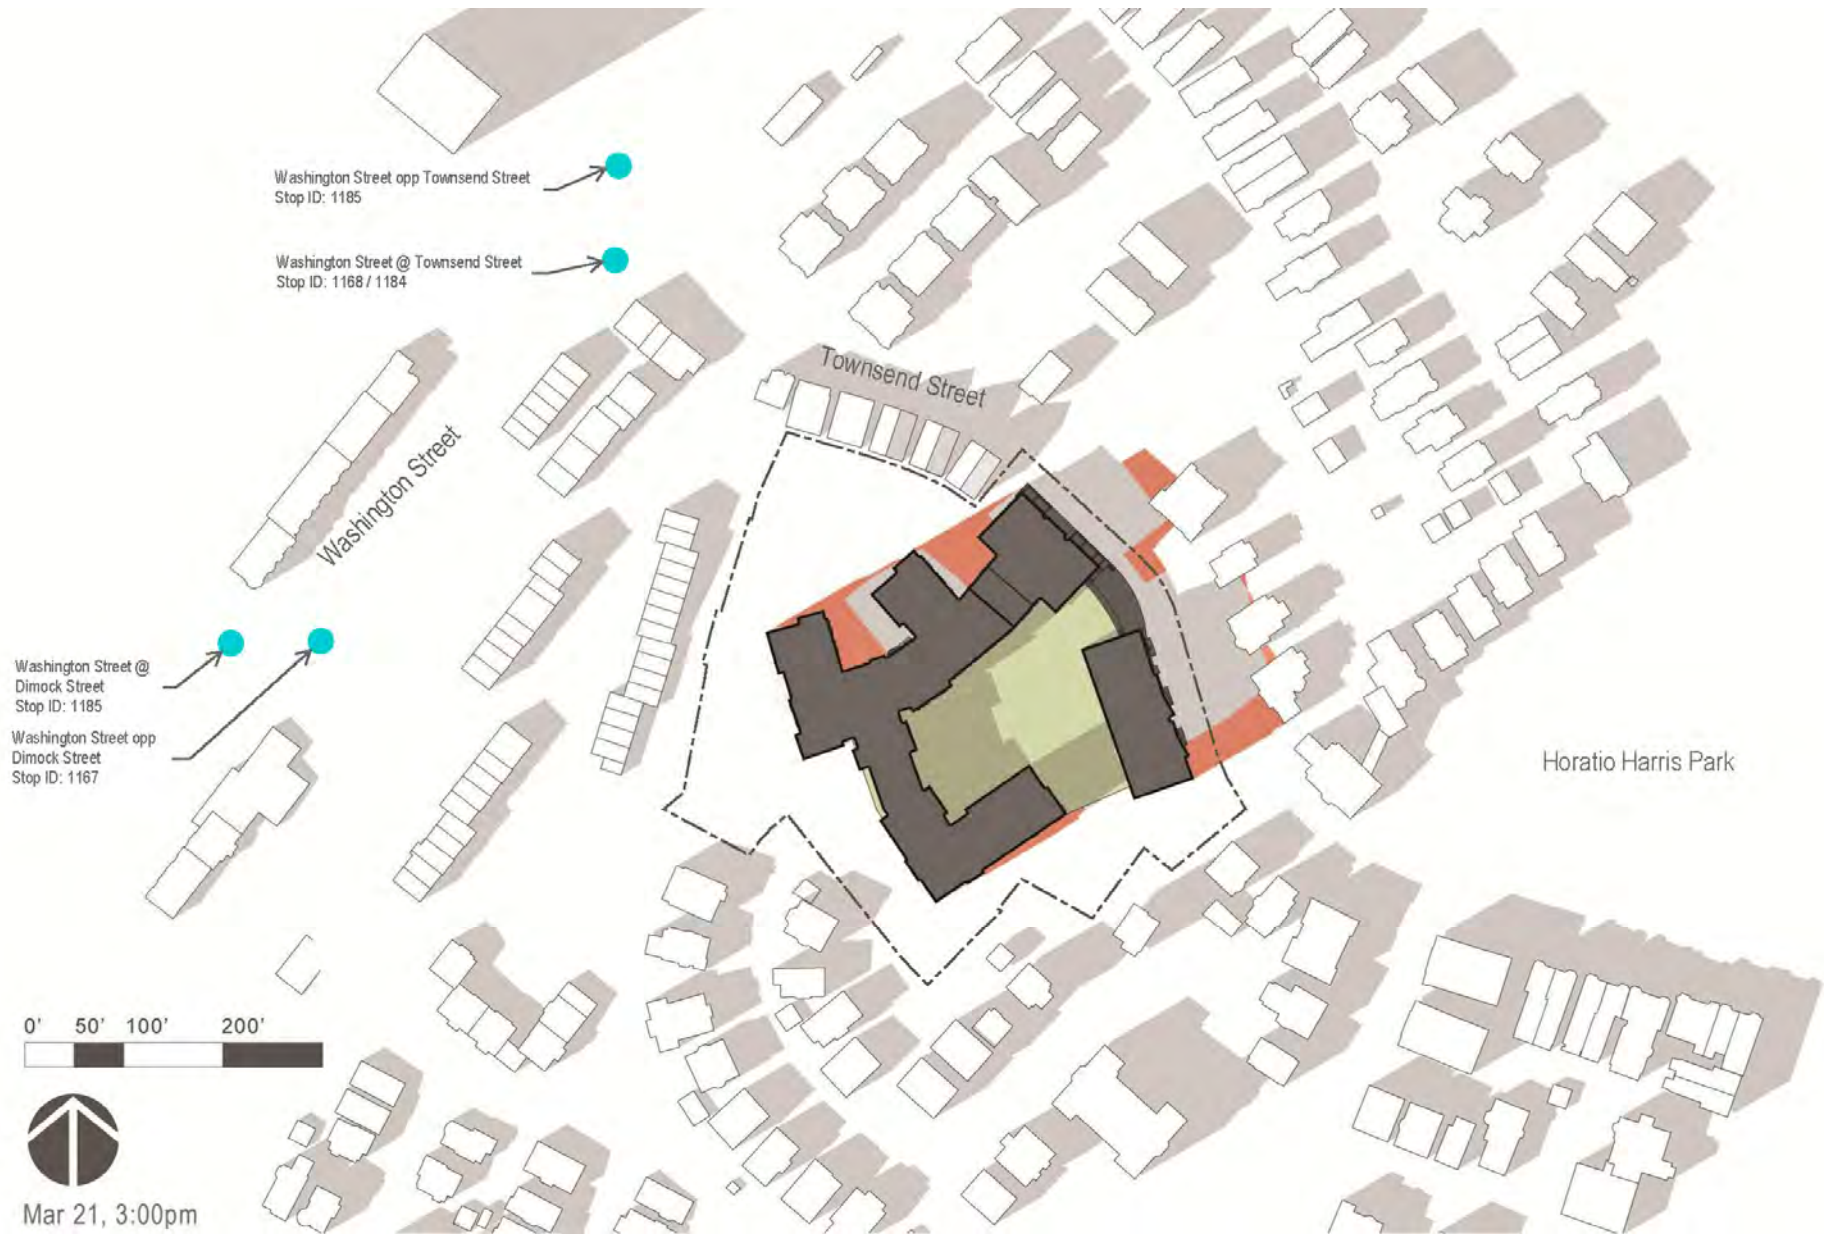 Washington Street opp Townsend Street
Stop ID: 1185
Washington Street @ Townsend Street
Stop ID: 1168 / 1184
Townsend Street
Washington Street
Washington Street @
Dimock Street
Stop ID: 1185
Washington Street opp
Dimock Street
Stop ID: 1167
Horatio Harris Park
0' 50' 100' 200'
Mar 21, 3:00pm